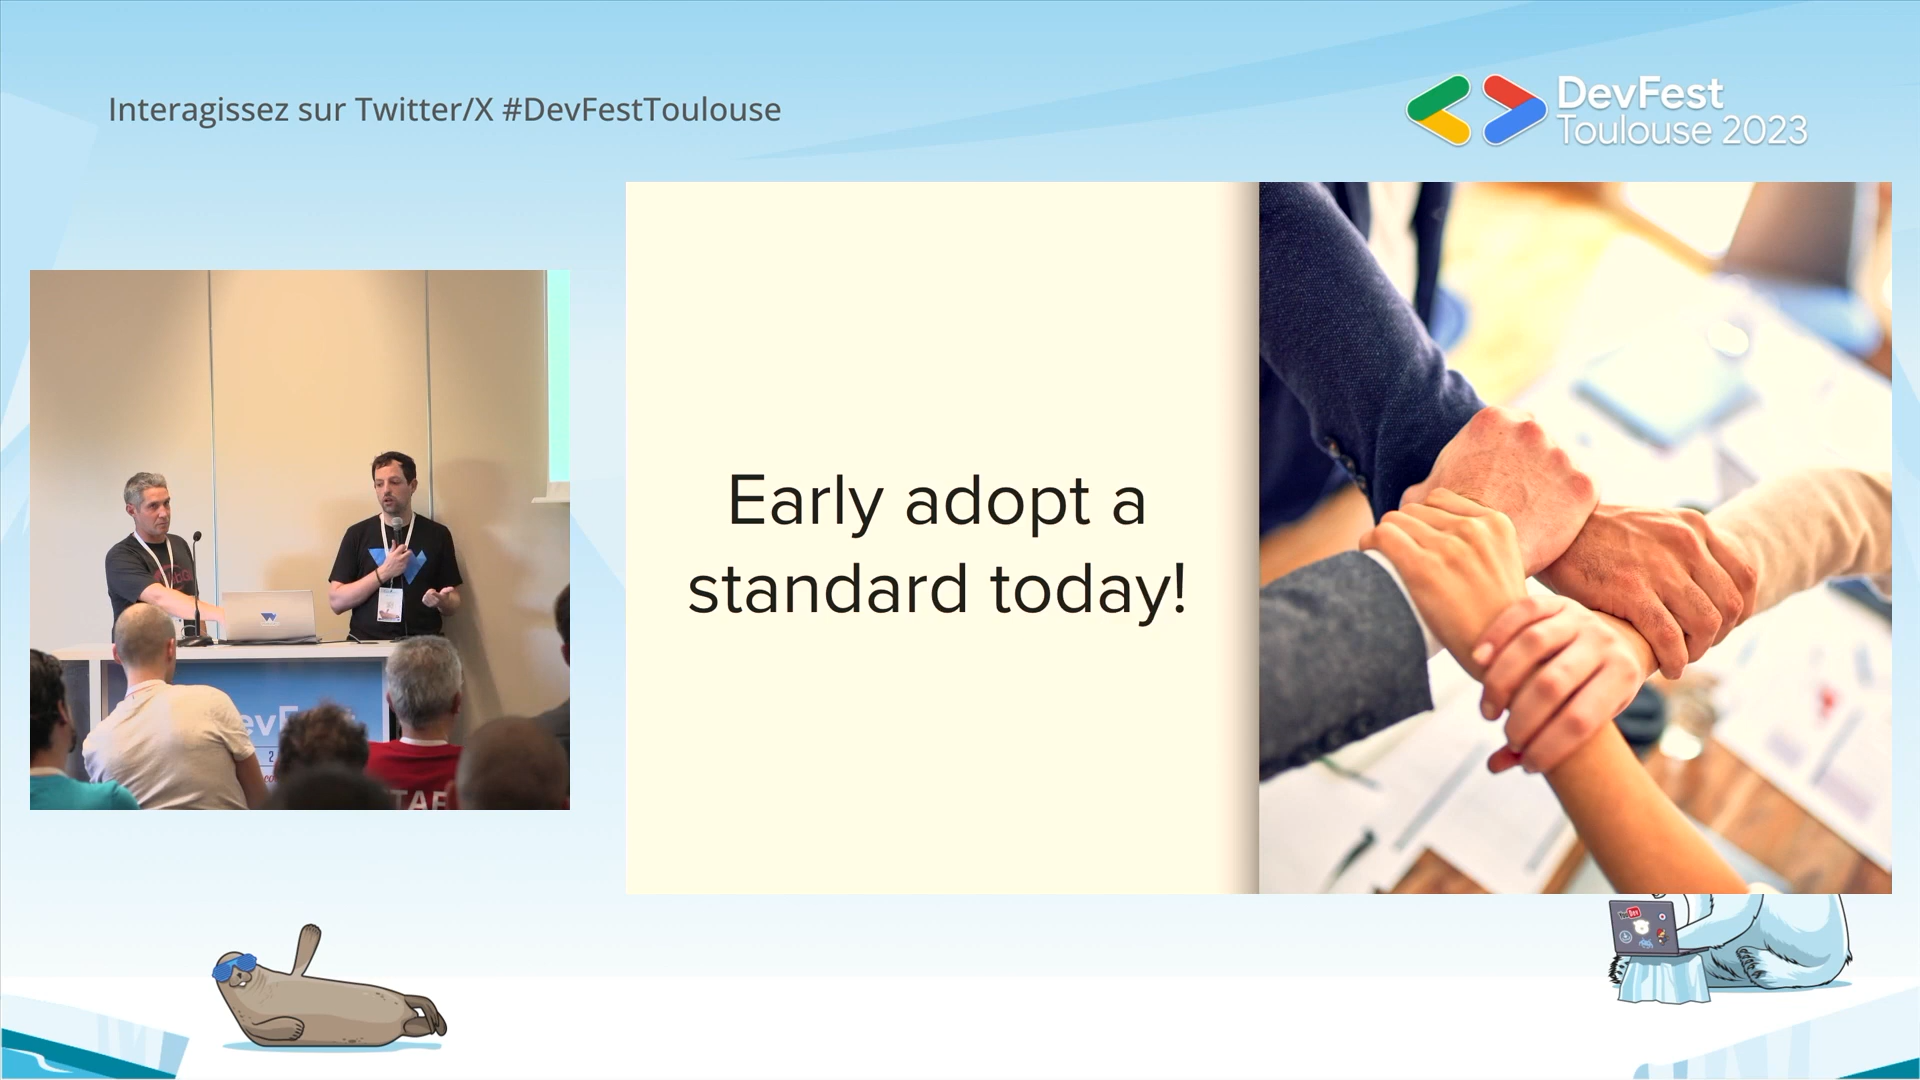 Interagissez sur Twitter/X #DevFestToulouse
DevFest
Toulouse 2023
Early adopt a
standard today!